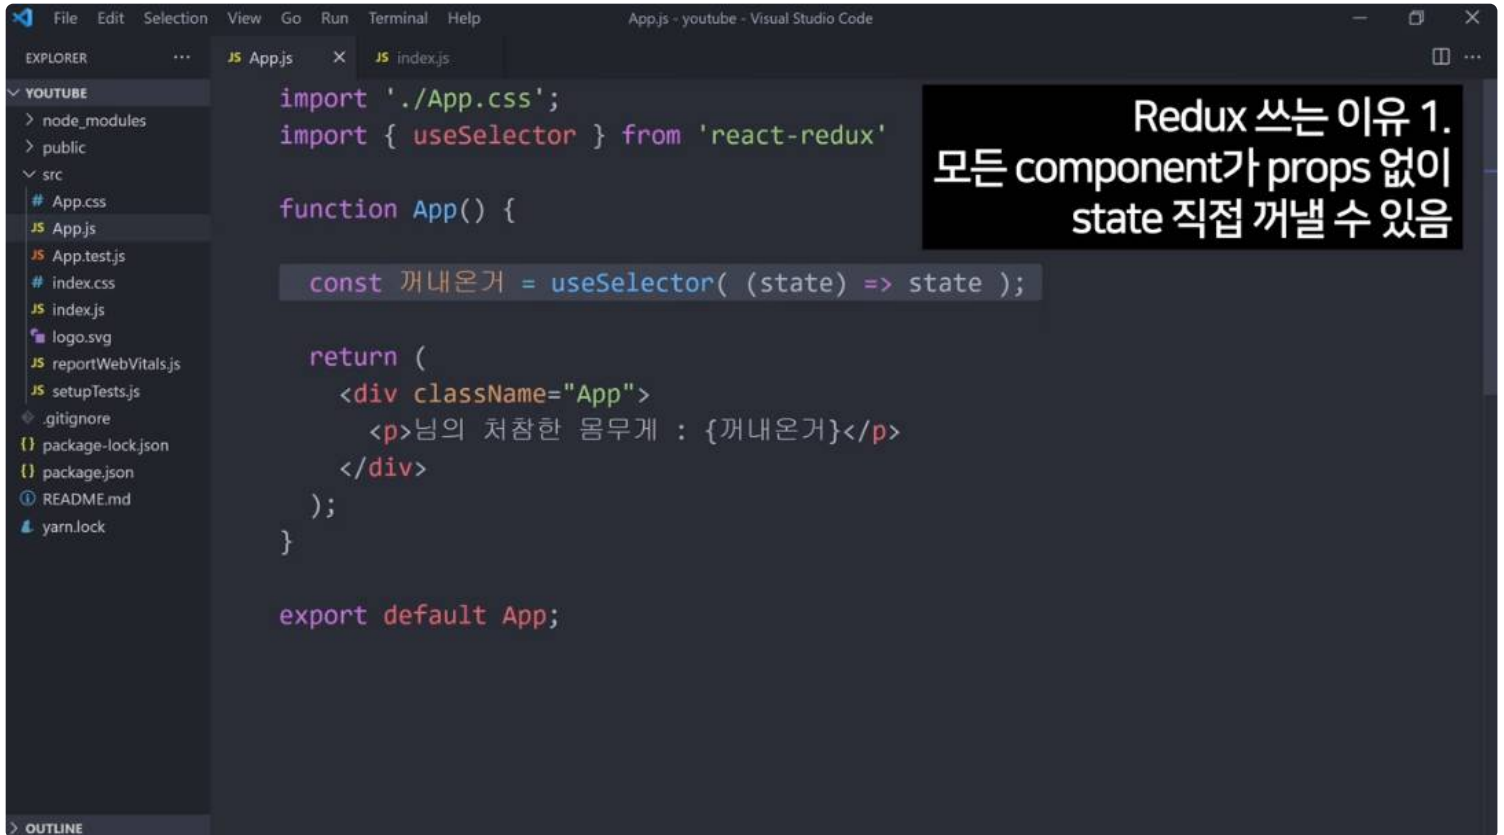 File Edit Selection View Go Run Terminal Help App.js - youtube - Visual Studio Code
EXPLORER
JS App.js
JS index.js
YOUTUBE
node_modules
public
src
# App.css
JS App.js
JS App.test.js
# index.css
JS index.js
logo.svg
JS reportWebVitals.js
JS setupTests.js
.gitignore
{} package-lock.json
{} package.json
README.md
yarn.lock
OUTLINE
import './App.css';
import { useSelector } from 'react-redux'
function App() {
const 꺼내온거 = useSelector( (state) => state );
return (
<div className="App">
<p>님의 처참한 몸무게 : {꺼내온거}</p>
</div>
);
}
export default App;
Redux 쓰는 이유 1.
모든 component가 props 없이
state 직접 꺼낼 수 있음